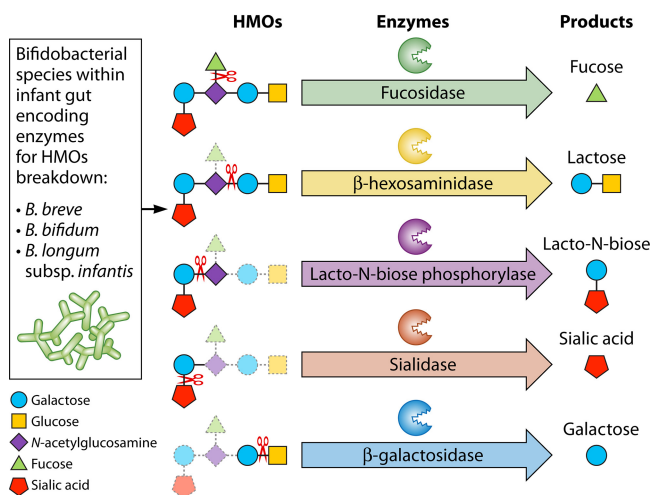 HMOs
Enzymes
Products
Bifidobacterial
species within
infant gut
encoding
enzymes
for HMOs
breakdown:
• B. breve
• B. bifidum
• B. longum
subsp. infantis
Fucosidase
Fucose
β-hexosaminidase
Lactose
Lacto-N-biose phosphorylase
Lacto-N-biose
Sialidase
Sialic acid
β-galactosidase
Galactose
Galactose
Glucose
N-acetylglucosamine
Fucose
Sialic acid